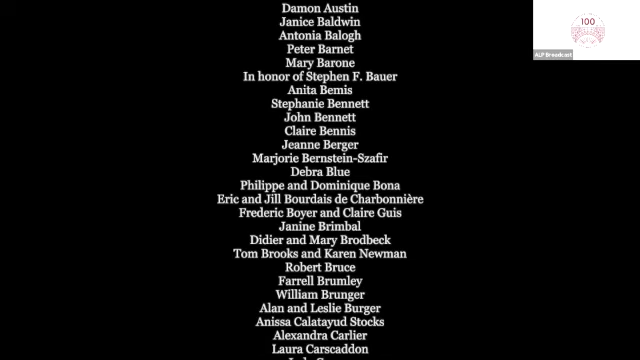 Damon Austin
Janice Baldwin
Antonia Balogh
Peter Barnet
Mary Barone
In honor of Stephen F. Bauer
Anita Bemis
Stephanie Bennett
John Bennett
Claire Bennis
Jeanne Berger
Marjorie Bernstein-Szafir
Debra Blue
Philippe and Dominique Bona
Eric and Jill Bourdais de Charbonnière
Frederic Boyer and Claire Guis
Janine Brimbal
Didier and Mary Brodbeck
Tom Brooks and Karen Newman
Robert Bruce
Farrell Brumley
William Brunger
Alan and Leslie Burger
Anissa Calatayud Stocks
Alexandra Carlier
Laura Carscaddon
100
ALP Broadcast